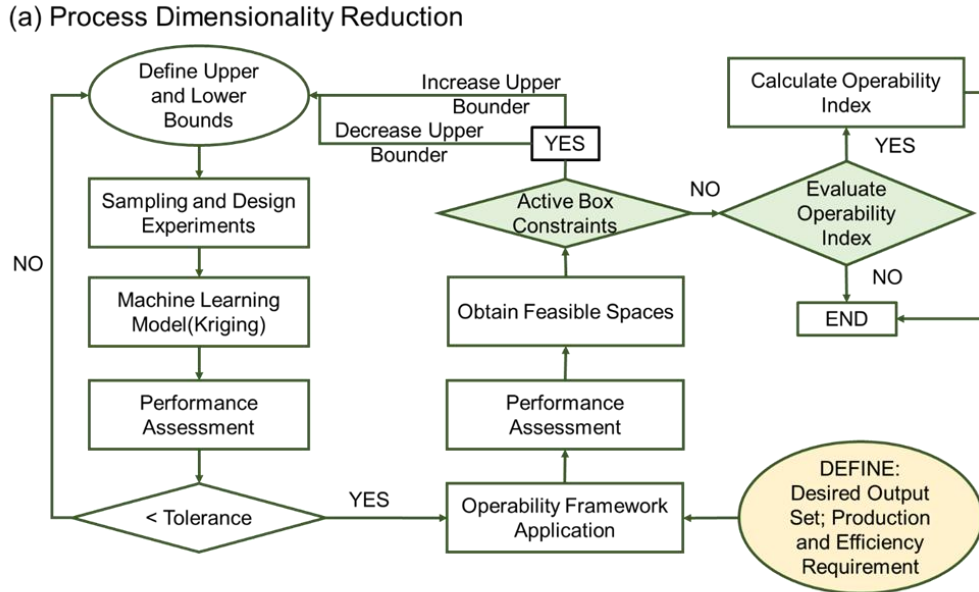 (a) Process Dimensionality Reduction
Define Upper
and Lower
Bounds
Sampling and Design
Experiments
Machine Learning
Model(Kriging)
Performance
Assessment
< Tolerance
NO
YES
Increase Upper
Bounder
Decrease Upper
Bounder
YES
Active Box
Constraints
Obtain Feasible Spaces
Performance
Assessment
Operability Framework
Application
NO
Calculate Operability
Index
YES
Evaluate
Operability
Index
NO
END
DEFINE:
Desired Output
Set; Production
and Efficiency
Requirement